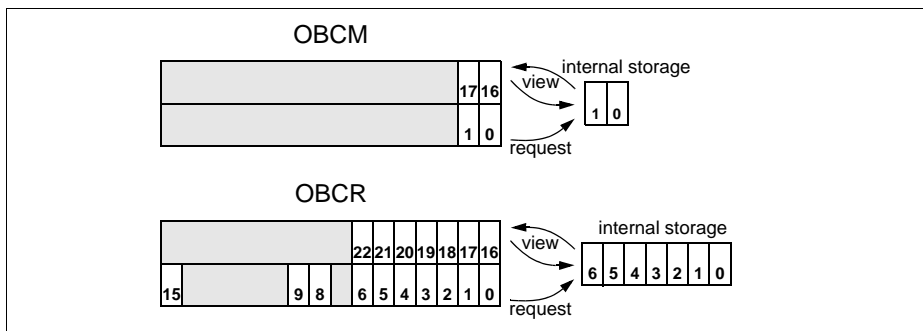 OBCM
internal storage
view
17 16
1 0
1 0
request
OBCR
internal storage
view
22 21 20 19 18 17 16
6 5 4 3 2 1 0
15 9 8 6 5 4 3 2 1 0
request